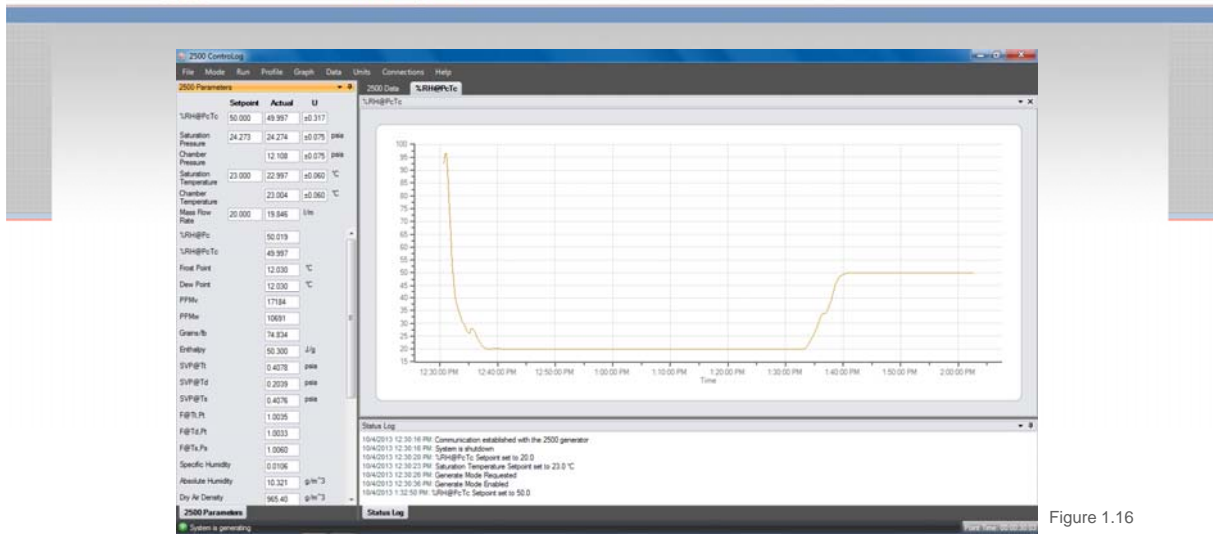 2500 ControLog
File Mode Run Profile Graph Data Units Connections Help
2500 Parameters
Setpoint Actual U
%RH@PcTc 50.000 49.997 ±0.317
Saturation Pressure 24.273 24.274 ±0.075 psia
Chamber Pressure 12.108 ±0.075 psia
Saturation Temperature 23.000 22.997 ±0.060 °C
Chamber Temperature 23.004 ±0.060 °C
Mass Flow Rate 20.000 19.846 l/m
%RH@Pc 50.019
%RH@PcTc 49.997
Frost Point 12.030 °C
Dew Point 12.030 °C
PPMv 17184
PPMw 10691
Grains/lb 74.834
Enthalpy 50.300 J/g
SVP@Tt 0.4078 psia
SVP@Td 0.2039 psia
SVP@Ts 0.4076 psia
F@Tt,Pt 1.0035
F@Td,Pt 1.0033
F@Ts,Ps 1.0060
Specific Humidity 0.0106
Absolute Humidity 10.321 g/m^3
Dry Air Density 965.40 g/m^3
2500 Parameters
System is generating
2500 Data %RH@PcTc
%RH@PcTc
100
95
90
85
80
75
70
65
60
55
50
45
40
35
30
25
20
15
12:30:00 PM 12:40:00 PM 12:50:00 PM 1:00:00 PM 1:10:00 PM 1:20:00 PM 1:30:00 PM 1:40:00 PM 1:50:00 PM 2:00:00 PM
Time
Status Log
10/4/2013 12:30:16 PM: Communication established with the 2500 generator
10/4/2013 12:30:16 PM: System is shutdown
10/4/2013 12:30:20 PM: %RH@PcTc Setpoint set to 20.0
10/4/2013 12:30:23 PM: Saturation Temperature Setpoint set to 23.0 °C
10/4/2013 12:30:26 PM: Generate Mode Requested
10/4/2013 12:30:36 PM: Generate Mode Enabled
10/4/2013 1:32:50 PM: %RH@PcTc Setpoint set to 50.0
Status Log
Point Time: 00:00:30:03
Figure 1.16